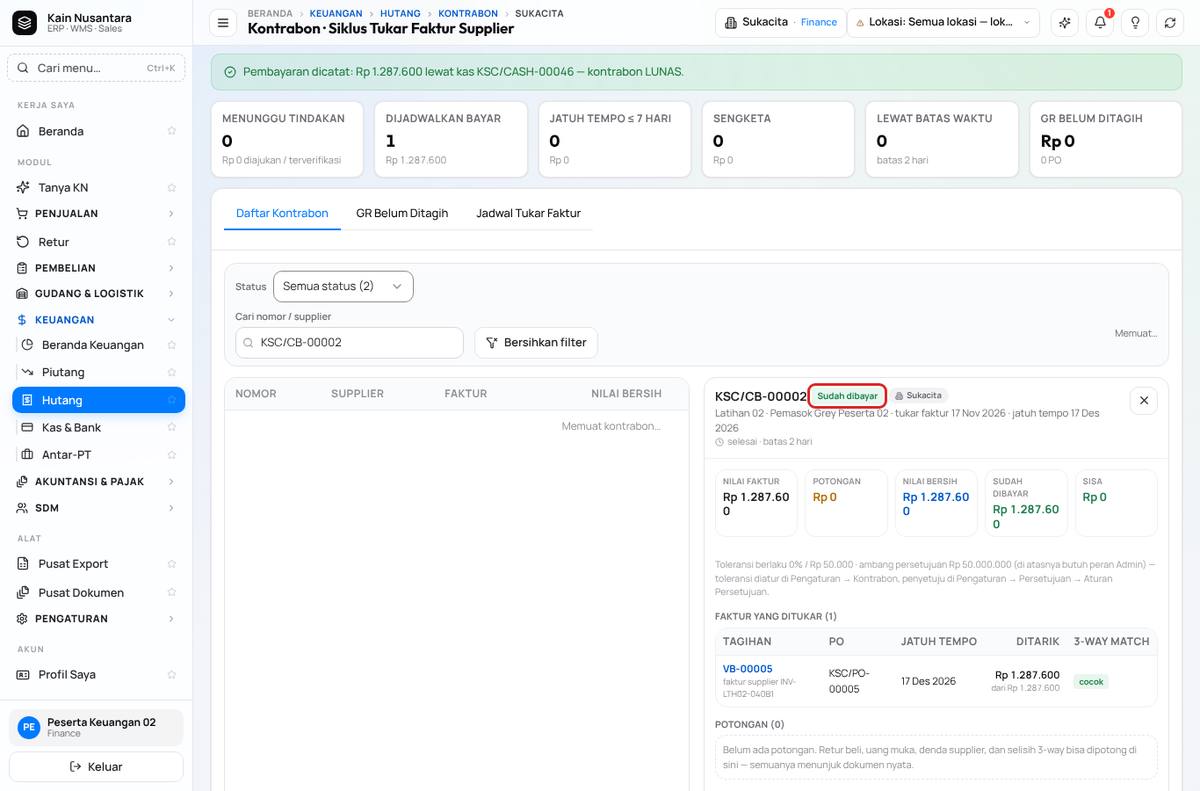 Kain Nusantara
ERP · WMS · Sales
Cari menu... Ctrl+K
KERJA SAYA
Beranda
MODUL
Tanya KN
PENJUALAN
Retur
PEMBELIAN
GUDANG & LOGISTIK
KEUANGAN
Beranda Keuangan
Piutang
Hutang
Kas & Bank
Antar-PT
AKUNTANSI & PAJAK
SDM
ALAT
Pusat Export
Pusat Dokumen
PENGATURAN
AKUN
Profil Saya
PE
Peserta Keuangan 02
Finance
Keluar
BERANDA › KEUANGAN › HUTANG › KONTRABON › SUKACITA
Kontrabon · Siklus Tukar Faktur Supplier
Sukacita · Finance
Lokasi: Semua lokasi — lok...
1
Pembayaran dicatat: Rp 1.287.600 lewat kas KSC/CASH-00046 — kontrabon LUNAS.
MENUNGGU TINDAKAN
0
Rp 0 diajukan / terverifikasi
DIJADWALKAN BAYAR
1
Rp 1.287.600
JATUH TEMPO ≤ 7 HARI
0
Rp 0
SENGKETA
0
Rp 0
LEWAT BATAS WAKTU
0
batas 2 hari
GR BELUM DITAGIH
Rp 0
0 PO
Daftar Kontrabon GR Belum Ditagih Jadwal Tukar Faktur
Status Semua status (2)
Cari nomor / supplier
KSC/CB-00002 Bersihkan filter
Memuat...
NOMOR SUPPLIER FAKTUR NILAI BERSIH
Memuat kontrabon...
KSC/CB-00002 Sudah dibayar Sukacita
Latihan 02 · Pemasok Grey Peserta 02 · tukar faktur 17 Nov 2026 · jatuh tempo 17 Des
2026
selesai · batas 2 hari
NILAI FAKTUR
Rp 1.287.60
0
POTONGAN
Rp 0
NILAI BERSIH
Rp 1.287.60
0
SUDAH
DIBAYAR
Rp 1.287.60
0
SISA
Rp 0
Toleransi berlaku 0% / Rp 50.000 · ambang persetujuan Rp 50.000.000 (di atasnya butuh peran Admin) —
toleransi diatur di Pengaturan → Kontrabon, penyetuju di Pengaturan → Persetujuan → Aturan
Persetujuan.
FAKTUR YANG DITUKAR (1)
TAGIHAN PO JATUH TEMPO DITARIK 3-WAY MATCH
VB-00005
faktur supplier INV-
LTH02-040B1
KSC/PO-
00005
17 Des 2026
Rp 1.287.600
dari Rp 1.287.600
cocok
POTONGAN (0)
Belum ada potongan. Retur beli, uang muka, denda supplier, dan selisih 3-way bisa dipotong di
sini — semuanya menunjuk dokumen nyata.